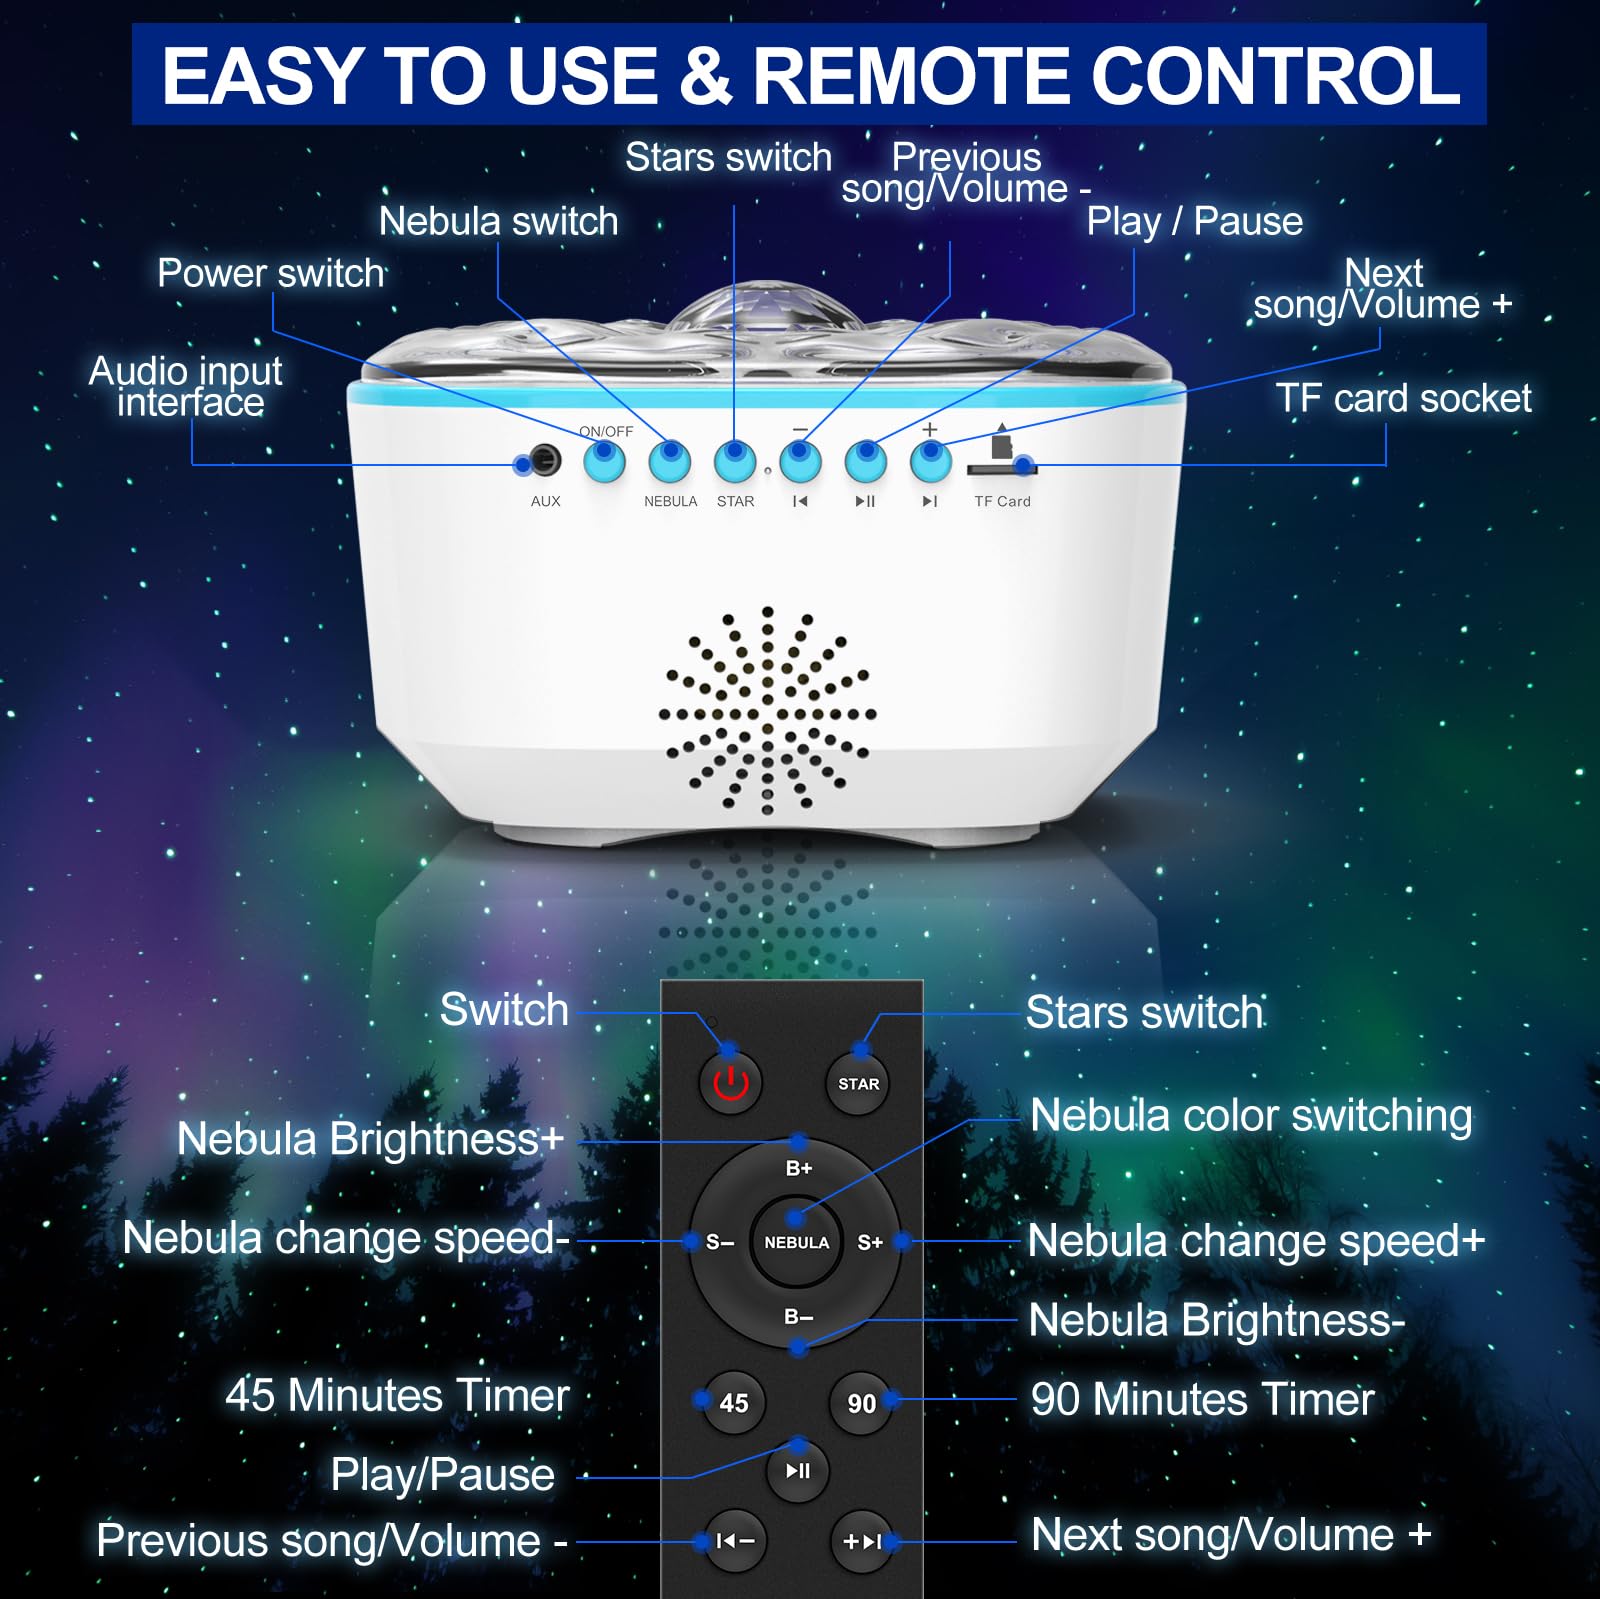 EASY TO USE & REMOTE CONTROL
Stars switch
Previous
song/Volume -
Nebula switch
Play / Pause
Power switch
Next
song/Volume +
Audio input
interface
TF card socket
ON/OFF
−
+
AUX
NEBULA
STAR
TF Card
Switch
Stars switch
STAR
Nebula color switching
Nebula Brightness+
B+
Nebula change speed-
S−
NEBULA
S+
Nebula change speed+
B−
Nebula Brightness-
45 Minutes Timer
45
90
90 Minutes Timer
Play/Pause
Previous song/Volume -
−
+
Next song/Volume +